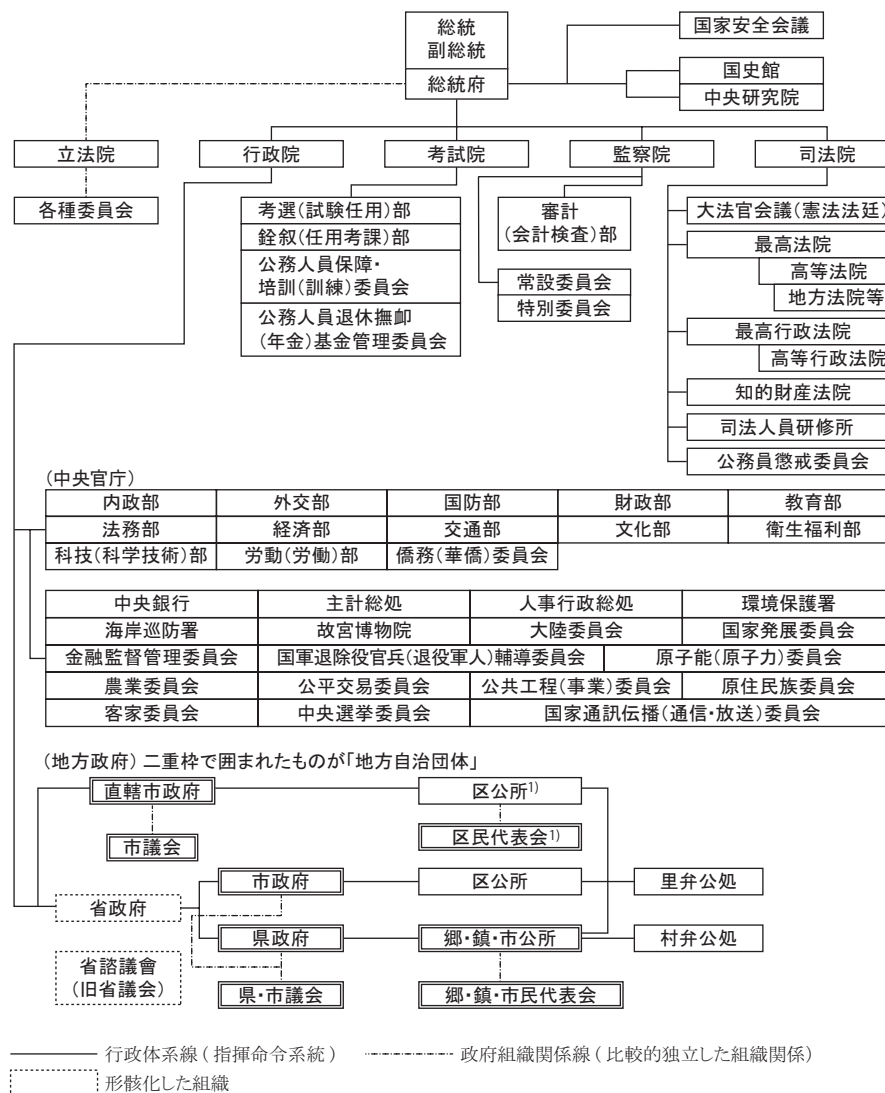 総統
副総統
総統府
国家安全会議
国史館
中央研究院
立法院
行政院
考試院
監察院
司法院
各種委員会
考選(試験任用)部
銓叙(任用考課)部
公務人員保障・
培訓(訓練)委員会
公務人員退休撫卹
(年金)基金管理委員会
審計
(会計検査)部
常設委員会
特別委員会
大法官会議(憲法法廷)
最高法院
高等法院
地方法院等
最高行政法院
高等行政法院
知的財産法院
司法人員研修所
公務員懲戒委員会
(中央官庁)
内政部 外交部 国防部 財政部 教育部
法務部 経済部 交通部 文化部 衛生福利部
科技(科学技術)部 労動(労働)部 僑務(華僑)委員会
中央銀行 主計総処 人事行政総処 環境保護署
海岸巡防署 故宮博物院 大陸委員会 国家発展委員会
金融監督管理委員会 国軍退除役官兵(退役軍人)輔導委員会 原子能(原子力)委員会
農業委員会 公平交易委員会 公共工程(事業)委員会 原住民族委員会
客家委員会 中央選挙委員会 国家通訊伝播(通信・放送)委員会
(地方政府) 二重枠で囲まれたものが「地方自治団体」
直轄市政府 区公所1)
市議会 区民代表会1)
市政府 区公所 里弁公処
省政府
県政府 郷・鎮・市公所 村弁公処
省諮議會
(旧省議会)
県・市議会 郷・鎮・市民代表会
行政体系線(指揮命令系統) 政府組織関係線(比較的独立した組織関係)
形骸化した組織